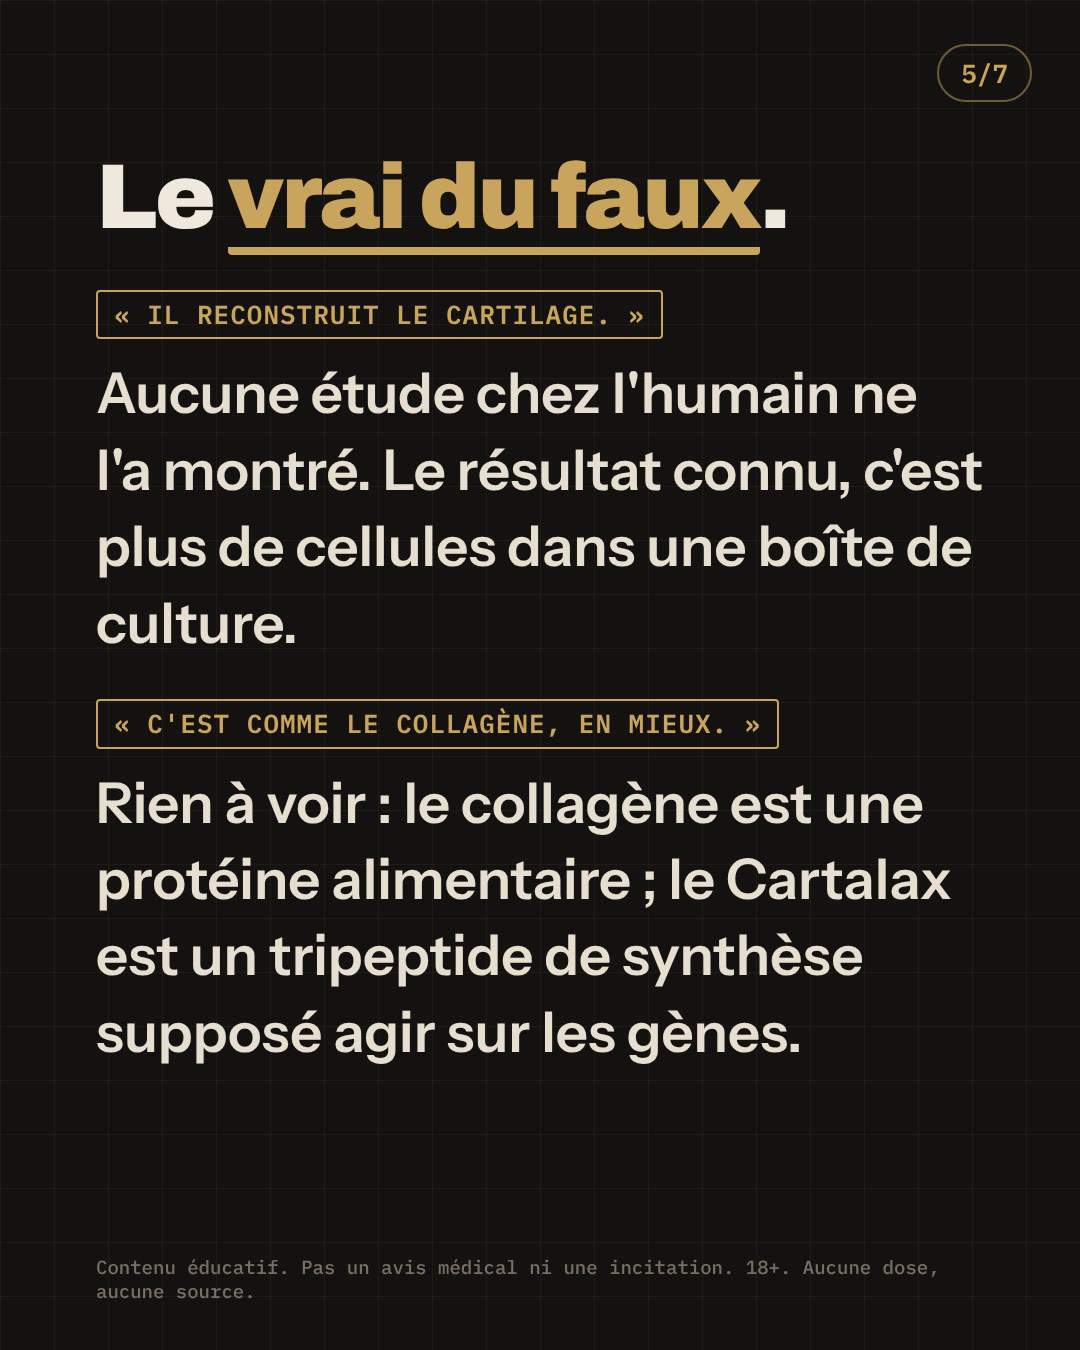 5/7
Le vrai du faux.
« IL RECONSTRUIT LE CARTILAGE. »
Aucune étude chez l'humain ne
l'a montré. Le résultat connu, c'est
plus de cellules dans une boîte de
culture.
« C'EST COMME LE COLLAGÈNE, EN MIEUX. »
Rien à voir : le collagène est une
protéine alimentaire ; le Cartalax
est un tripeptide de synthèse
supposé agir sur les gènes.
Contenu éducatif. Pas un avis médical ni une incitation. 18+. Aucune dose,
aucune source.